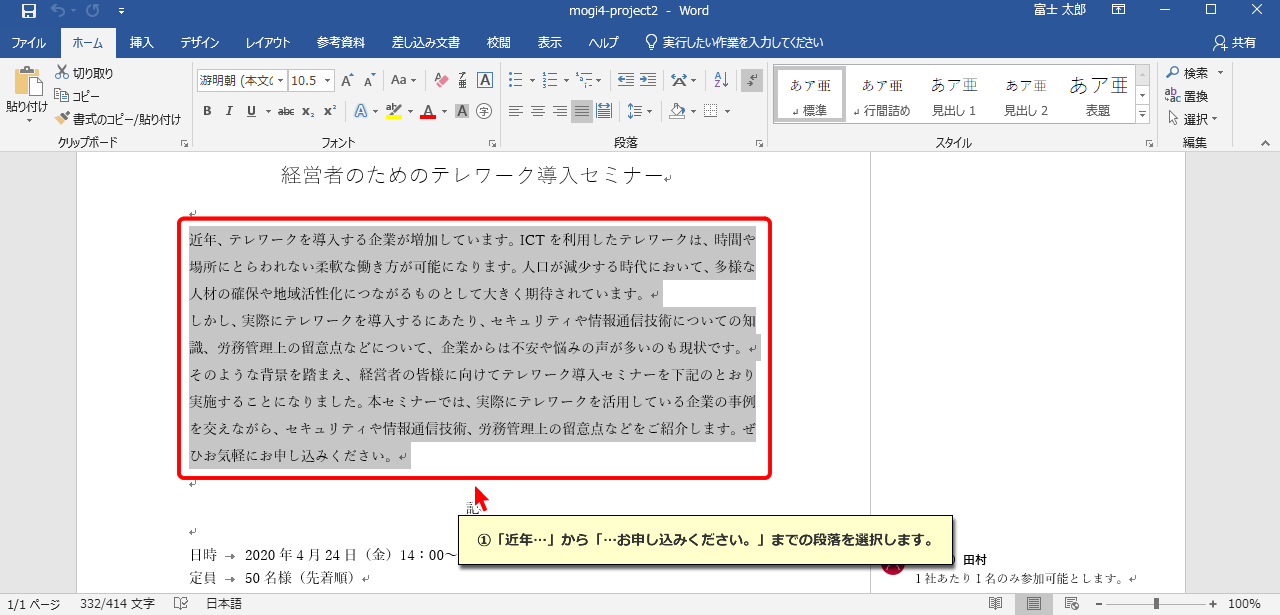 mogi4-project2 - Word
富士 太郎
ファイル ホーム 挿入 デザイン レイアウト 参考資料 差し込み文書 校閲 表示 ヘルプ 実行したい作業を入力してください 共有
貼り付け
切り取り
コピー
書式のコピー/貼り付け
クリップボード
游明朝 (本文の 10.5
A A Aa A
B I U abc x₂ x² A ab A A 字
フォント
段落
あア亜 あア亜 あア亜 あア亜 あア亜
↲標準 ↲行間詰め 見出し 1 見出し 2 表題
スタイル
検索
置換
選択
編集
経営者のためのテレワーク導入セミナー↲
↲
近年、テレワークを導入する企業が増加しています。ICT を利用したテレワークは、時間や
場所にとらわれない柔軟な働き方が可能になります。人口が減少する時代において、多様な
人材の確保や地域活性化につながるものとして大きく期待されています。↲
しかし、実際にテレワークを導入するにあたり、セキュリティや情報通信技術についての知
識、労務管理上の留意点などについて、企業からは不安や悩みの声が多いのも現状です。↲
そのような背景を踏まえ、経営者の皆様に向けてテレワーク導入セミナーを下記のとおり
実施することになりました。本セミナーでは、実際にテレワークを活用している企業の事例
を交えながら、セキュリティや情報通信技術、労務管理上の留意点などをご紹介します。ぜ
ひお気軽にお申し込みください。↲
↲
記
①「近年…」から「…お申し込みください。」までの段落を選択します。
↲
日時 → 2020 年 4 月 24 日（金）14：00～
定員 → 50 名様（先着順）↲
) 田村
1 社あたり 1 名のみ参加可能とします。↲
1/1 ページ 332/414 文字 日本語 100%